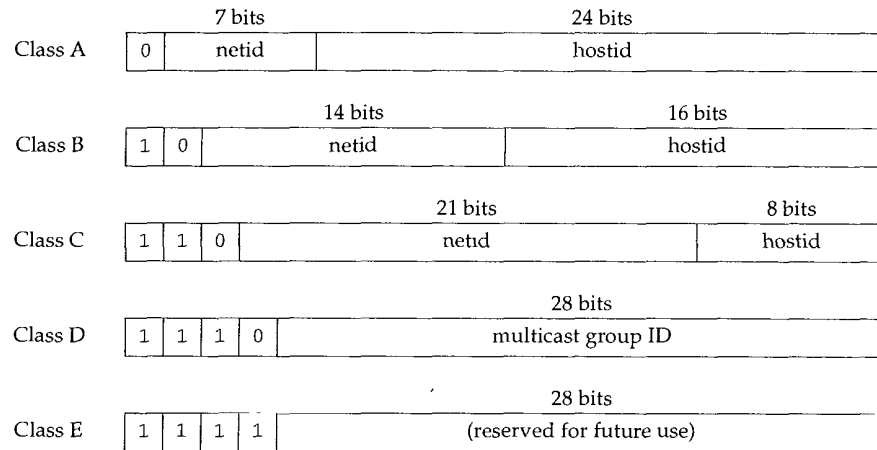 7 bits 24 bits
Class A 0 netid hostid
14 bits 16 bits
Class B 1 0 netid hostid
21 bits 8 bits
Class C 1 1 0 netid hostid
28 bits
Class D 1 1 1 0 multicast group ID
28 bits
Class E 1 1 1 1 (reserved for future use)